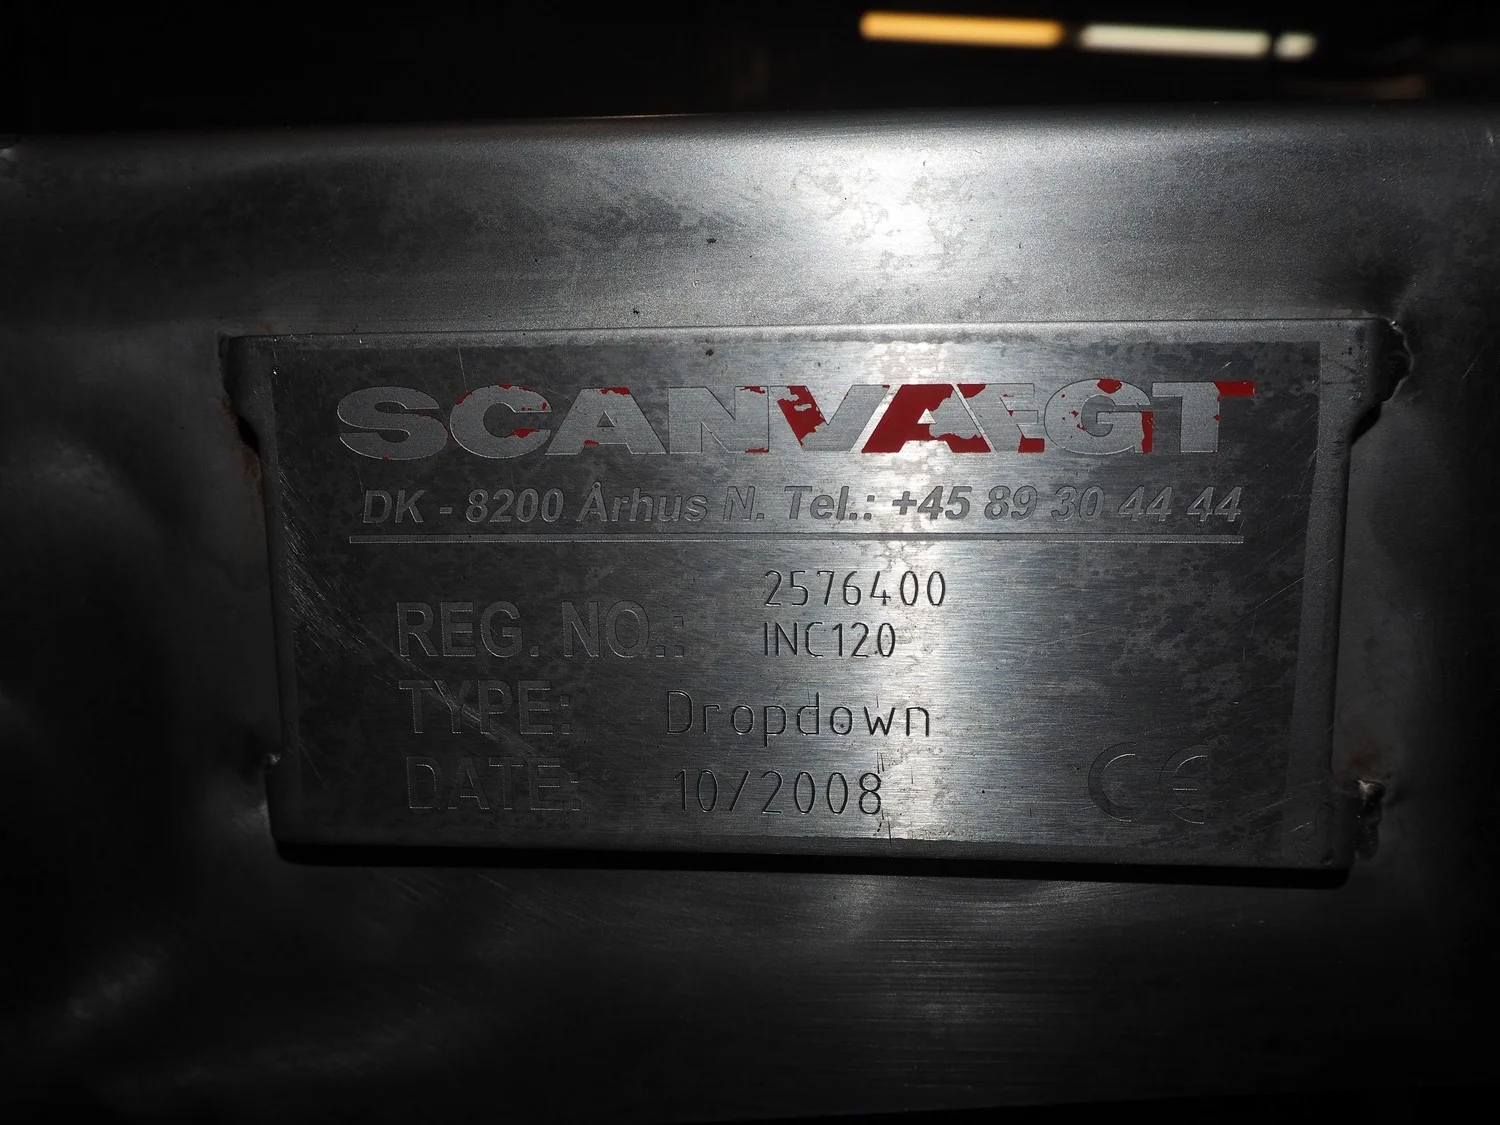 SCANVÆGT
DK - 8200 Århus N. Tel.: +45 89 30 44 44
2576400
REG. NO.: INC120
TYPE: Dropdown
DATE: 10/2008 CE